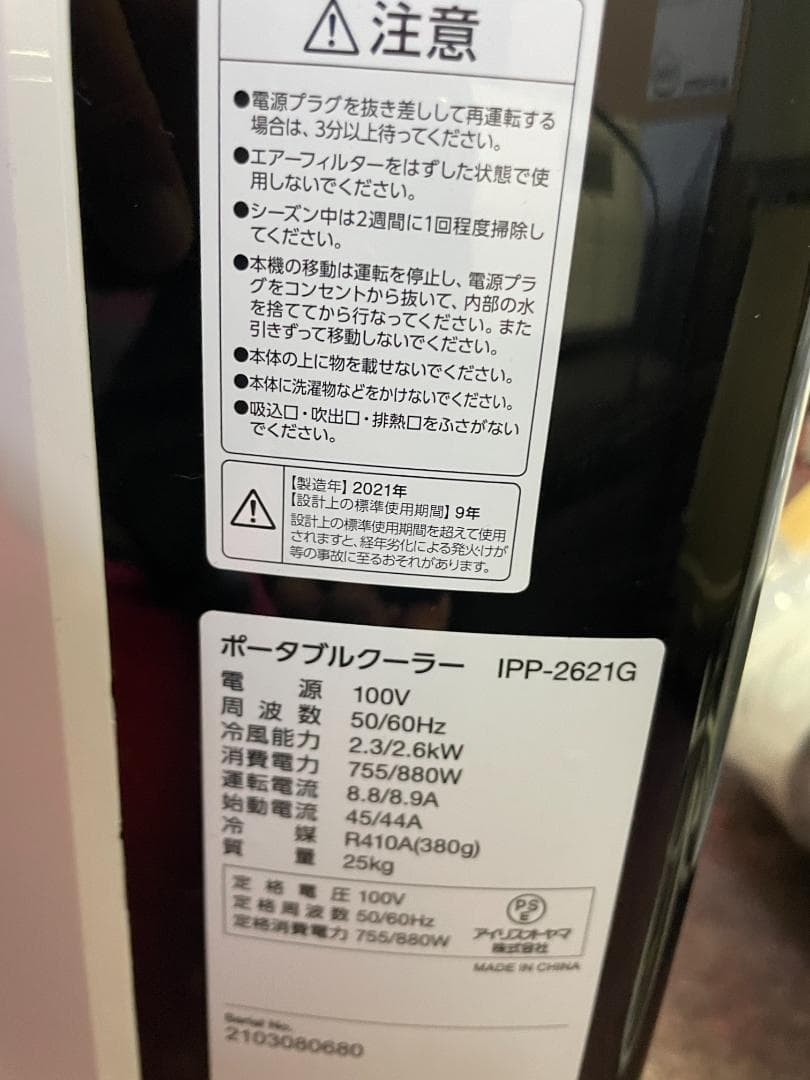 注意
●電源プラグを抜き差しして再運転する
場合は、3分以上待ってください。
●エアーフィルターをはずした状態で使
用しないでください。
●シーズン中は2週間に1回程度掃除し
てください。
●本機の移動は運転を停止し、電源プラ
グをコンセントから抜いて、内部の水
を捨ててから行なってください。また
引きずって移動しないでください。
●本体の上に物を載せないでください。
●本体に洗濯物などをかけないでください。
●吸込口・吹出口・排熱口をふさがない
でください。
【製造年】2021年
【設計上の標準使用期間】9年
設計上の標準使用期間を超えて使用
されますと、経年劣化による発火けが
等の事故に至るおそれがあります。
ポータブルクーラー IPP-2621G
電源 100V
周波数 50/60Hz
冷風能力 2.3/2.6kW
消費電力 755/880W
運転電流 8.8/8.9A
始動電流 45/44A
冷媒 R410A(380g)
質量 25kg
定格電圧 100V
定格周波数 50/60Hz
定格消費電力 755/880W
PS
E
アイリスオーヤマ
株式会社
MADE IN CHINA
Serial No.
2103080680